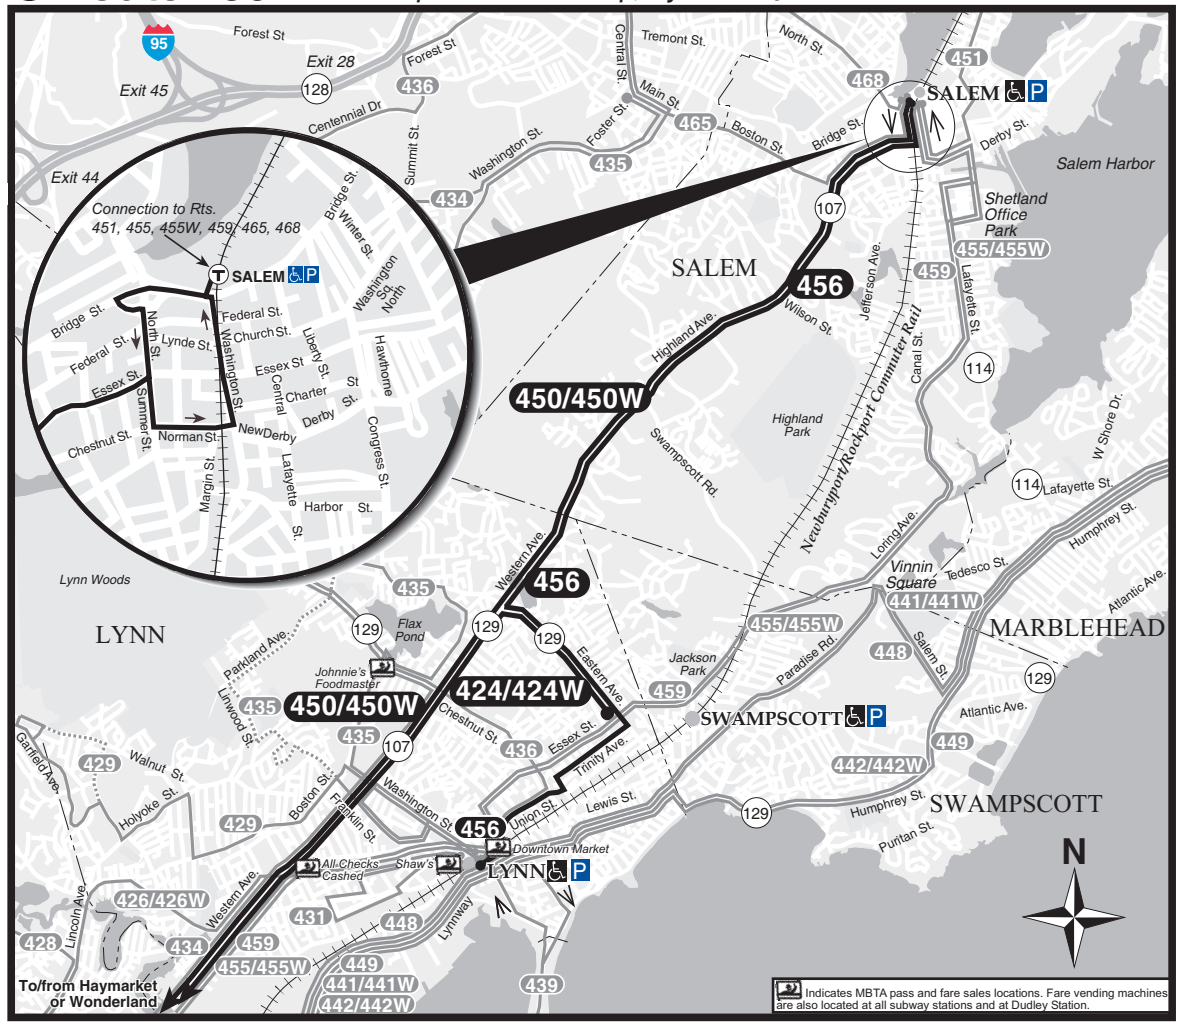 Forest St
95
Exit 28
Forest St
Exit 45
128
436
Centennial Dr
Central St.
Tremont St.
North St.
468
451
Main St.
SALEM P
Foster St.
465
Boston St.
Bridge St.
Derby St.
Washington St.
Summit St.
435
Salem Harbor
Exit 44
434
107
Shetland
Office
Park
455/455W
Connection to Rts.
451, 455, 455W, 459, 465, 468
T SALEM P
Bridge St.
Winter St.
Washington
Sq.
North
Bridge St.
North St.
Federal St.
Federal St.
Lynde St.
Church St.
Washington St.
Liberty St.
Hawthorne
St
Essex St
Essex St.
Central
Charter
Derby St.
Summer St.
Chestnut St.
Norman St.
New Derby
Congress St.
Margin St.
Lafayette
St.
Harbor St.
SALEM
456
Wilson St.
Jefferson Ave.
459
Lafayette St.
Highland Ave.
Newburyport/Rockport Commuter Rail
Canal St.
114
450/450W
Highland
Park
Swampscott Rd.
W Shore Dr.
114
Lafayette St.
Humphrey St.
Loring Ave.
Western Ave.
Vinnin
Square
Tedesco St.
Atlantic Ave.
Lynn Woods
435
456
441/441W
LYNN
129
Flax
Pond
129
129
455/455W
MARBLEHEAD
Parkland Ave.
Johnnie's
Foodmaster
Eastern Ave
Jackson
Park
Paradise Rd.
448
Salem St.
129
Linwood St.
435
450/450W
424/424W
459
435
Chestnut St.
SWAMPSCOTT P
Atlantic Ave.
Garfield Ave.
107
436
Essex St.
449
429
Walnut St.
Trinity Ave.
442/442W
Holyoke St.
Boston St.
Washington St
Lewis St.
129
Humphrey St.
SWAMPSCOTT
429
Franklin St.
456
Union St.
Puritan St.
Downtown Market
N
All Checks
Cashed
Shaw's
LYNN P
Western Ave.
426/426W
431
448
Lynnway
Lincoln Ave.
428
434
459
455/455W
449
441/441W
442/442W
439
To/from Haymarket
or Wonderland
Indicates MBTA pass and fare sales locations. Fare vending machines
are also located at all subway stations and at Dudley Station.